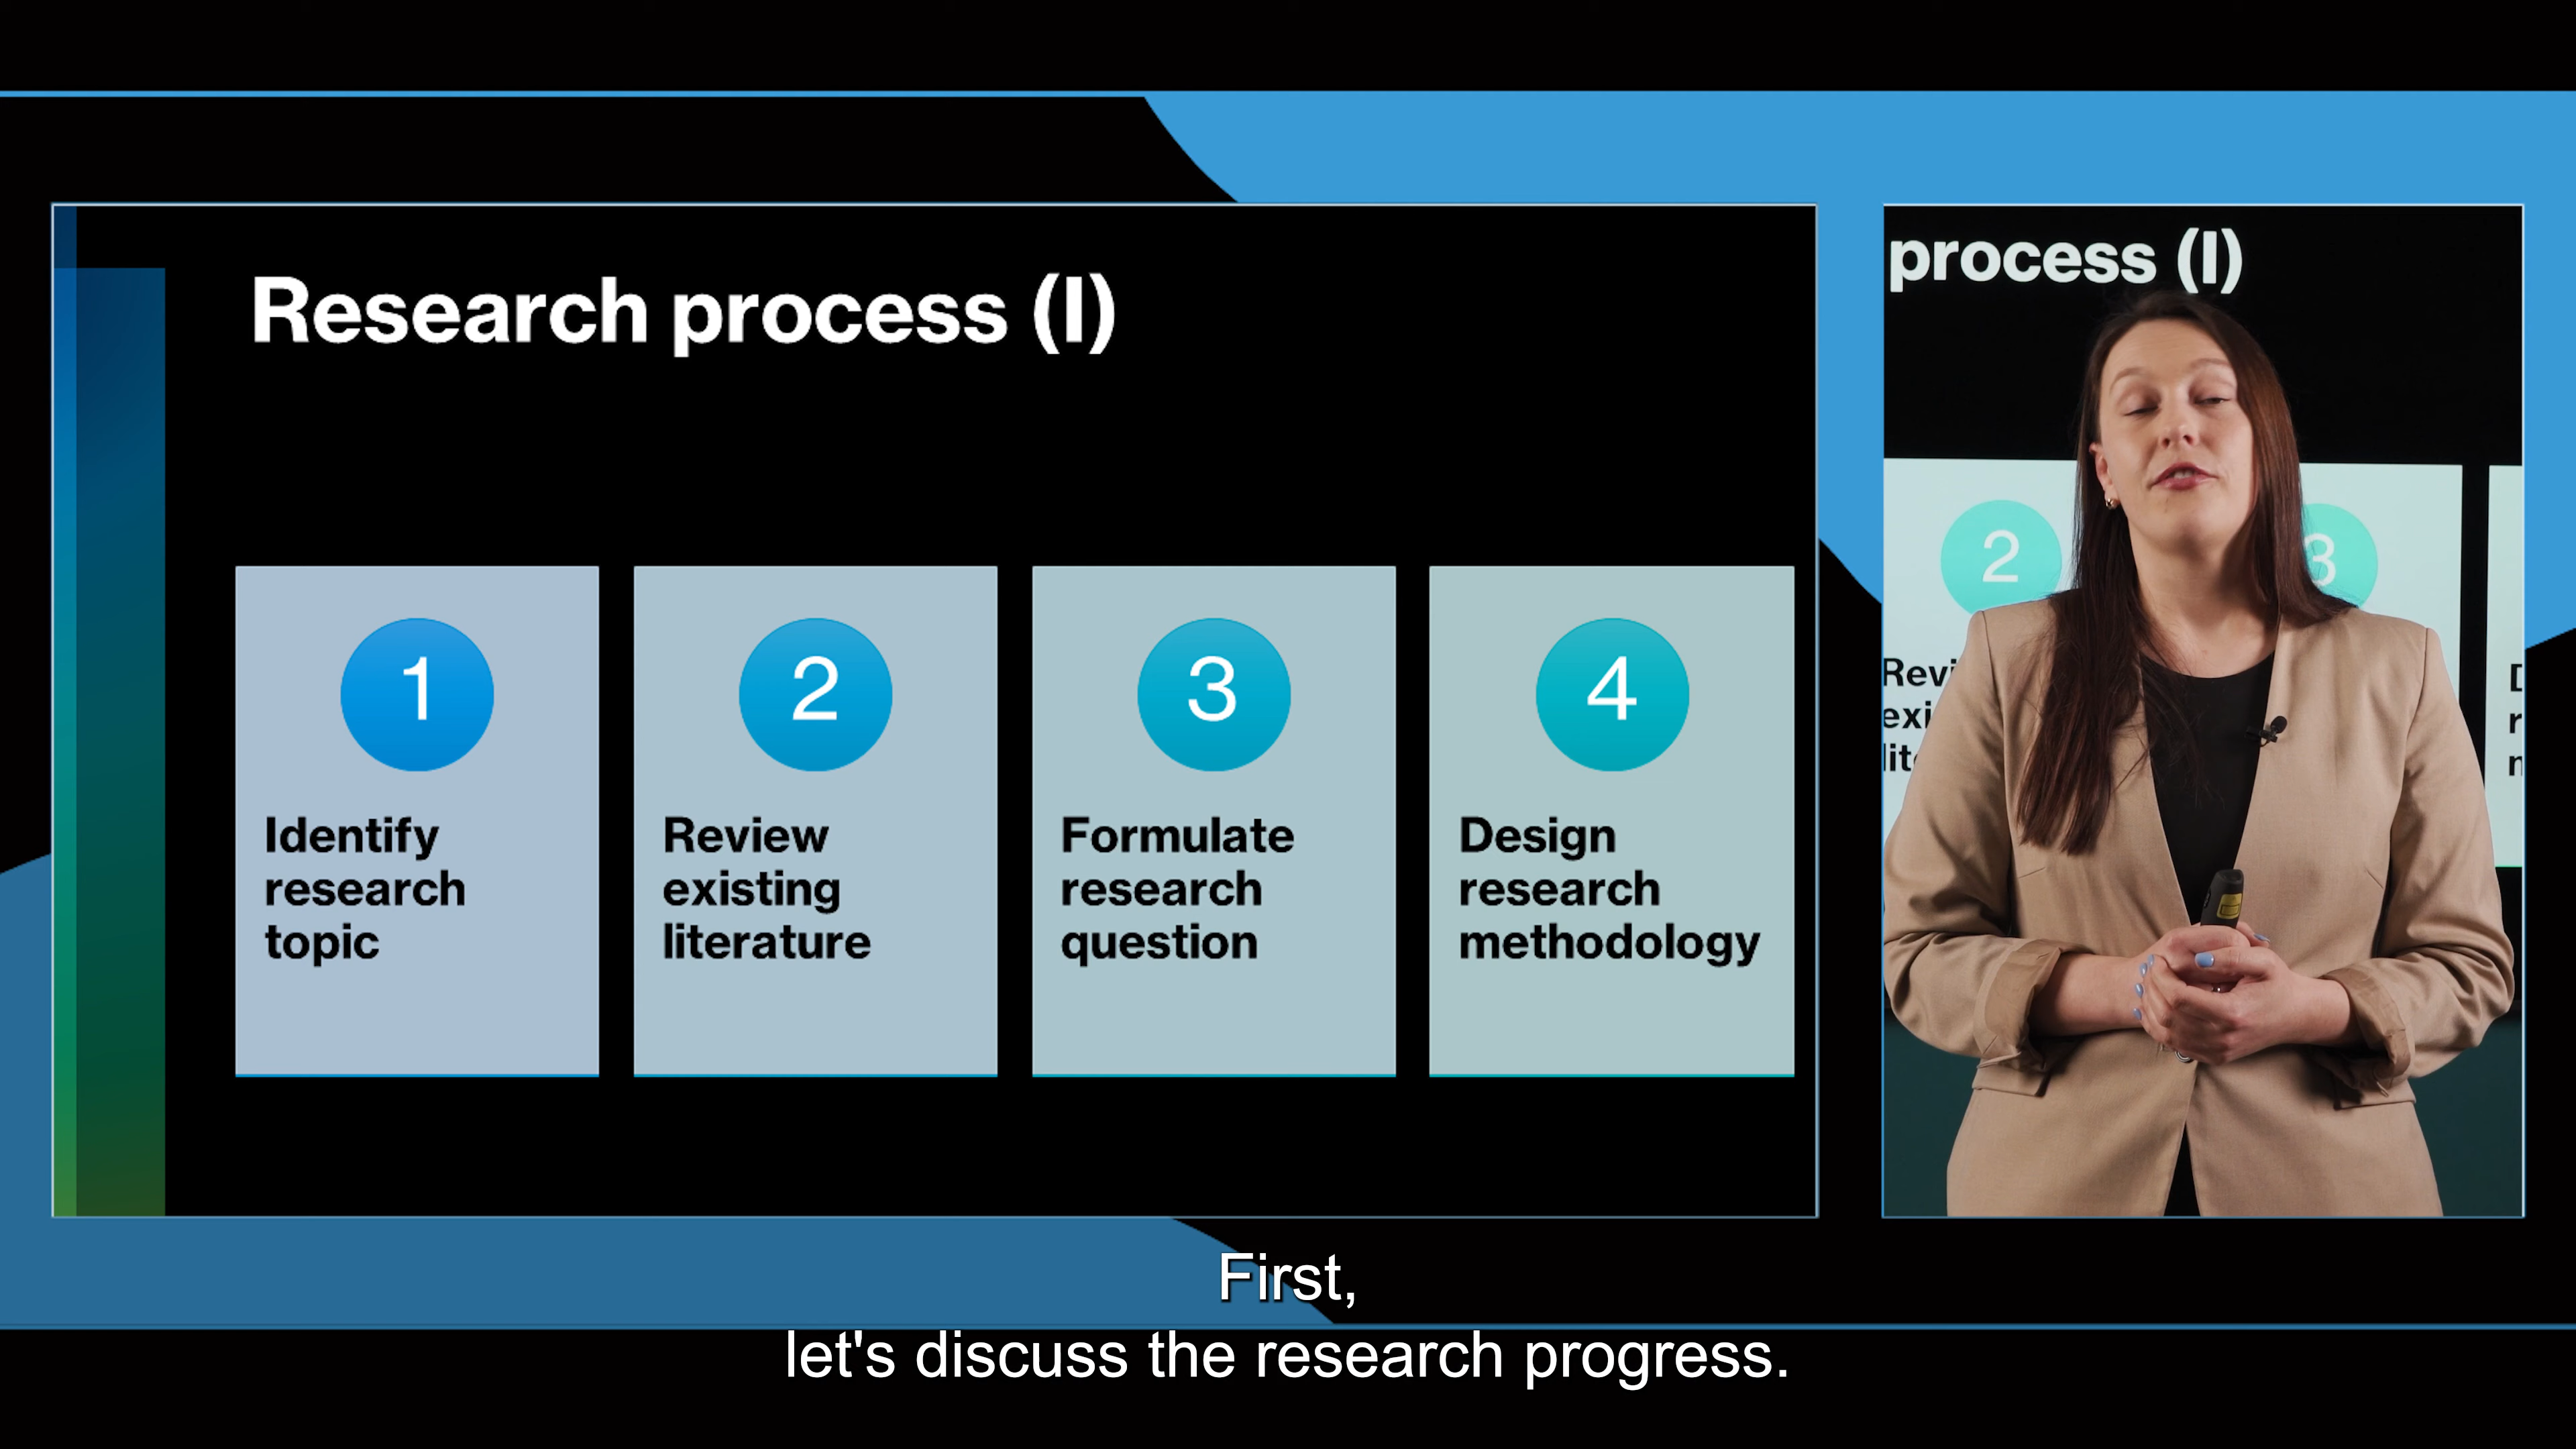 Research process (I)
1
Identify
research
topic
2
Review
existing
literature
3
Formulate
research
question
4
Design
research
methodology
process (I)
2
3
First,
let's discuss the research progress.